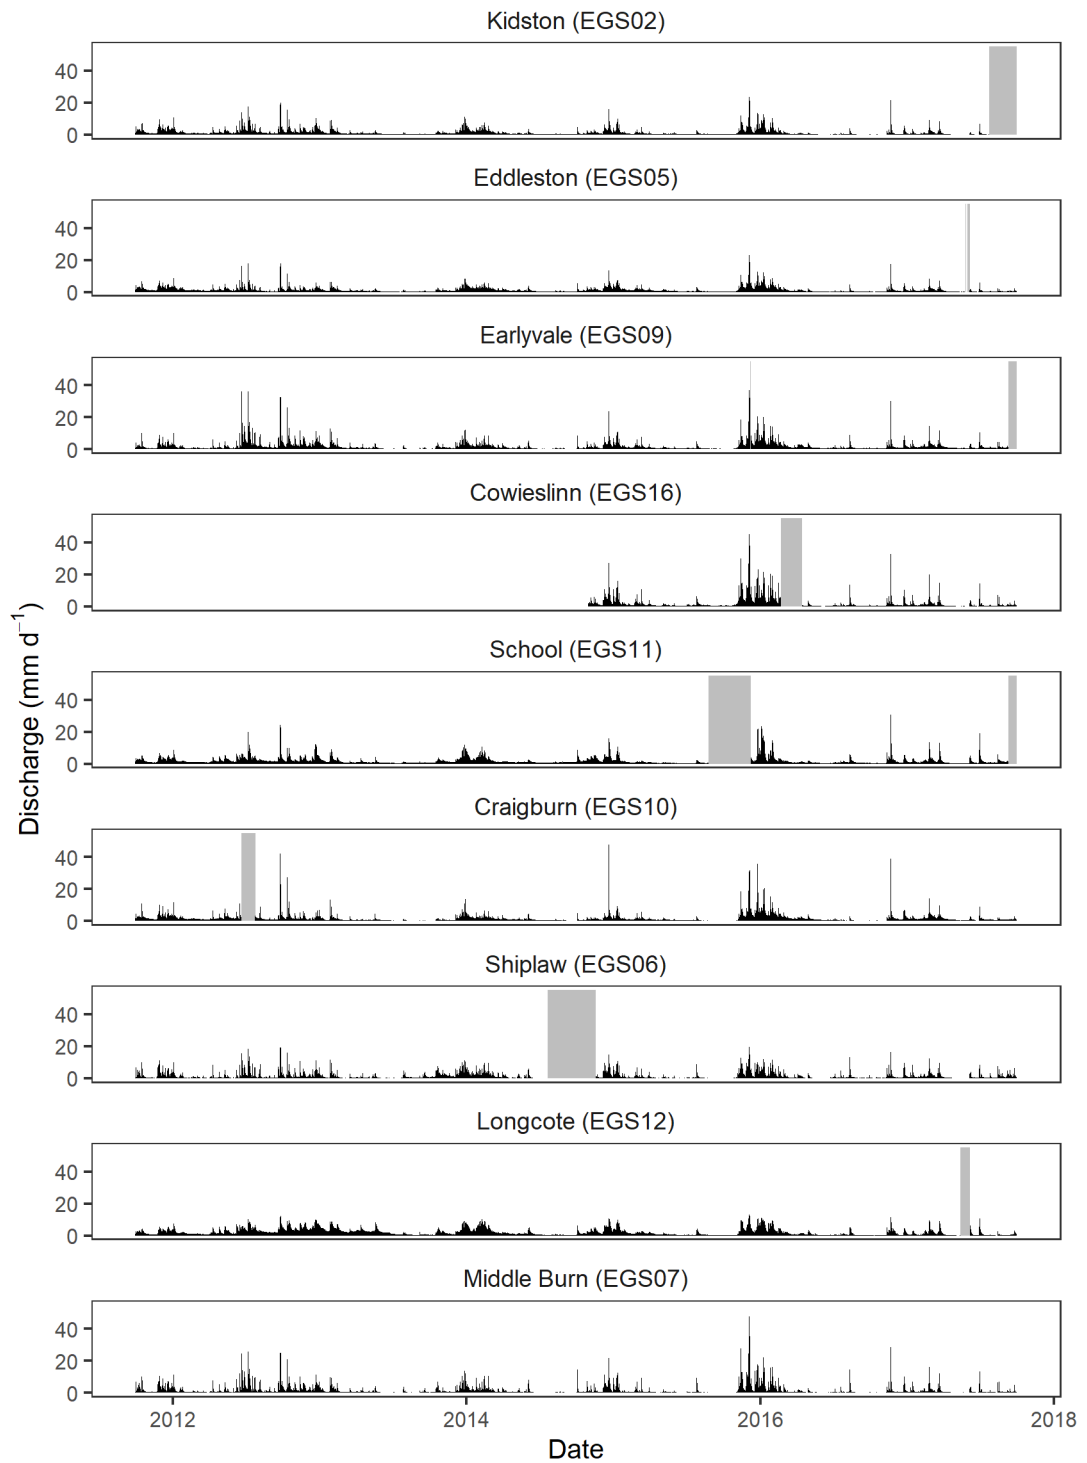 Kidston (EGS02)
40
20
0
Eddleston (EGS05)
40
20
0
Earlyvale (EGS09)
40
20
0
Cowieslinn (EGS16)
40
20
0
School (EGS11)
40
20
0
Craigburn (EGS10)
40
20
0
Shiplaw (EGS06)
40
20
0
Longcote (EGS12)
40
20
0
Middle Burn (EGS07)
40
20
0
Discharge (mm d⁻¹)
2012 2014 2016 2018
Date